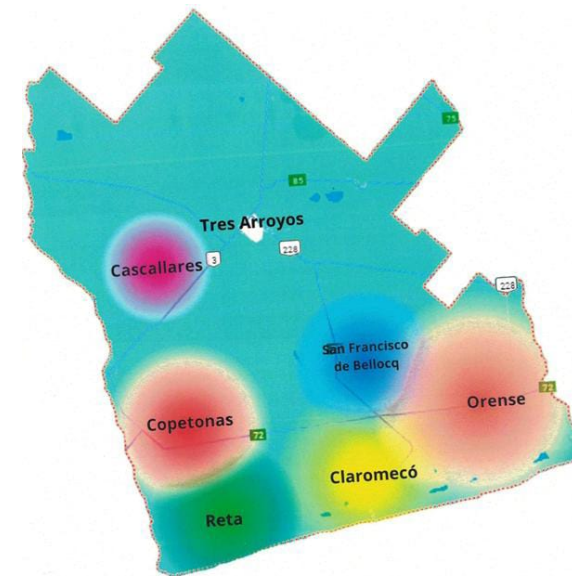 75
85
Tres Arroyos
228
3
Cascallares
228
San Francisco
de Bellocq
72
Orense
Copetonas
72
Claromecó
Reta